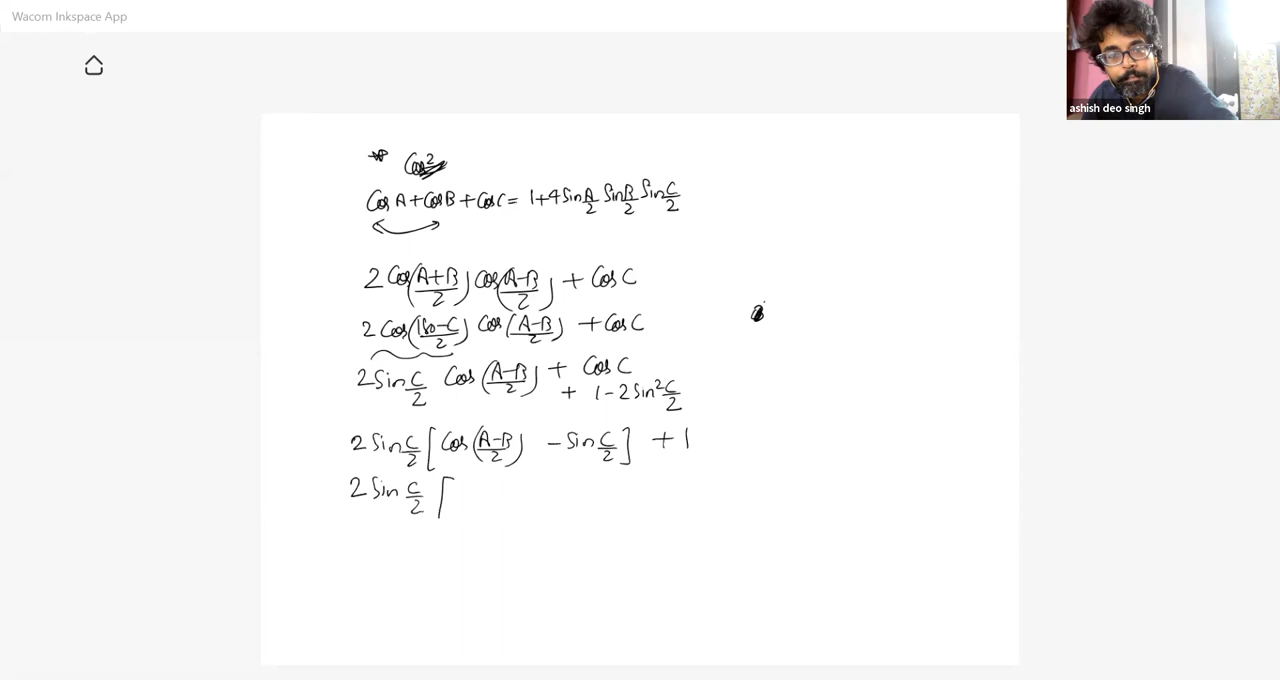 Wacom Inkspace App
ashish deo singh
* Cos²
Cos A + Cos B + Cos C = 1 + 4 Sin A/2 Sin B/2 Sin C/2
2 Cos(A+B/2) Cos(A-B/2) + Cos C
2 Cos(180-C/2) Cos(A-B/2) + Cos C
2 Sin C/2 Cos(A-B/2) + Cos C
+ 1 - 2 Sin² C/2
2 Sin C/2 [Cos(A-B/2) - Sin C/2] + 1
2 Sin C/2 [